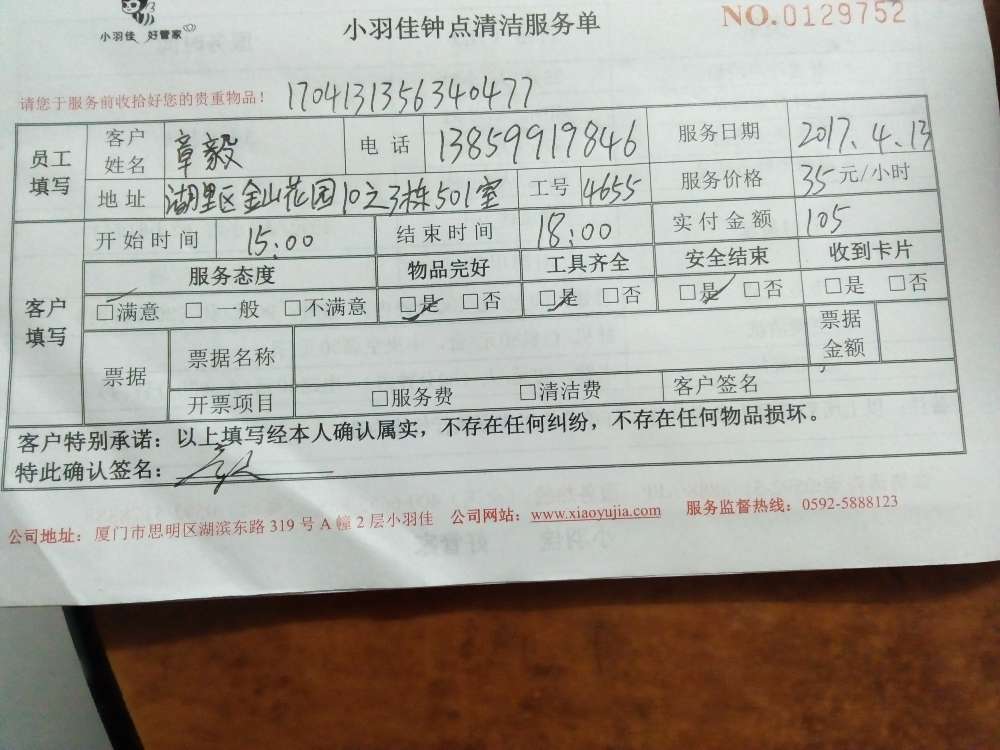 小羽佳 好管家
小羽佳钟点清洁服务单
NO.0129752
请您于服务前收拾好您的贵重物品！ 1704131356340477
员工填写 客户姓名 章毅 电话 13859919846 服务日期 2017.4.13
地址 湖里区金山花园10之3栋501室 工号 4655 服务价格 35元/小时
客户填写 开始时间 15:00 结束时间 18:00 实付金额 105
服务态度 物品完好 工具齐全 安全结束 收到卡片
□满意 □一般 □不满意 □是 □否 □是 □否 □是 □否 □是 □否
票据 票据名称 票据金额
开票项目 □服务费 □清洁费 客户签名
客户特别承诺：以上填写经本人确认属实，不存在任何纠纷，不存在任何物品损坏。
特此确认签名：
公司地址：厦门市思明区湖滨东路319号A幢2层小羽佳 公司网站：www.xiaoyujia.com 服务监督热线：0592-5888123